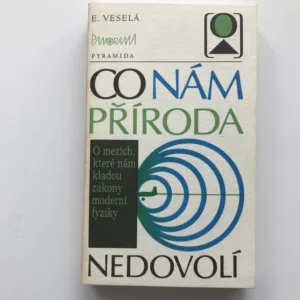 E. VESELÁ
PANORAMA
PYRAMIDA
CO NÁM
PŘÍRODA
O mezích,
které nám
kladou
zákony
moderní
fyziky
NEDOVOLÍ